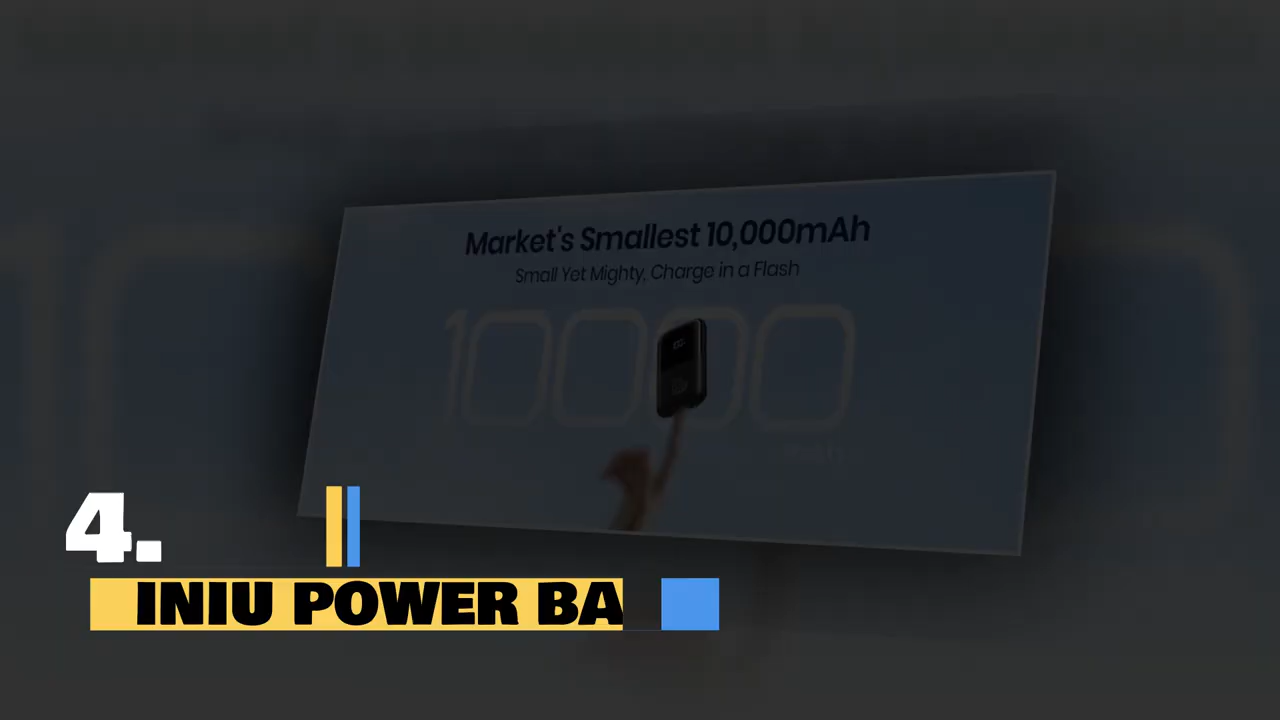 Market's Smallest 10,000mAh
Small Yet Mighty, Charge in a Flash
10000
4.
INIU POWER BA